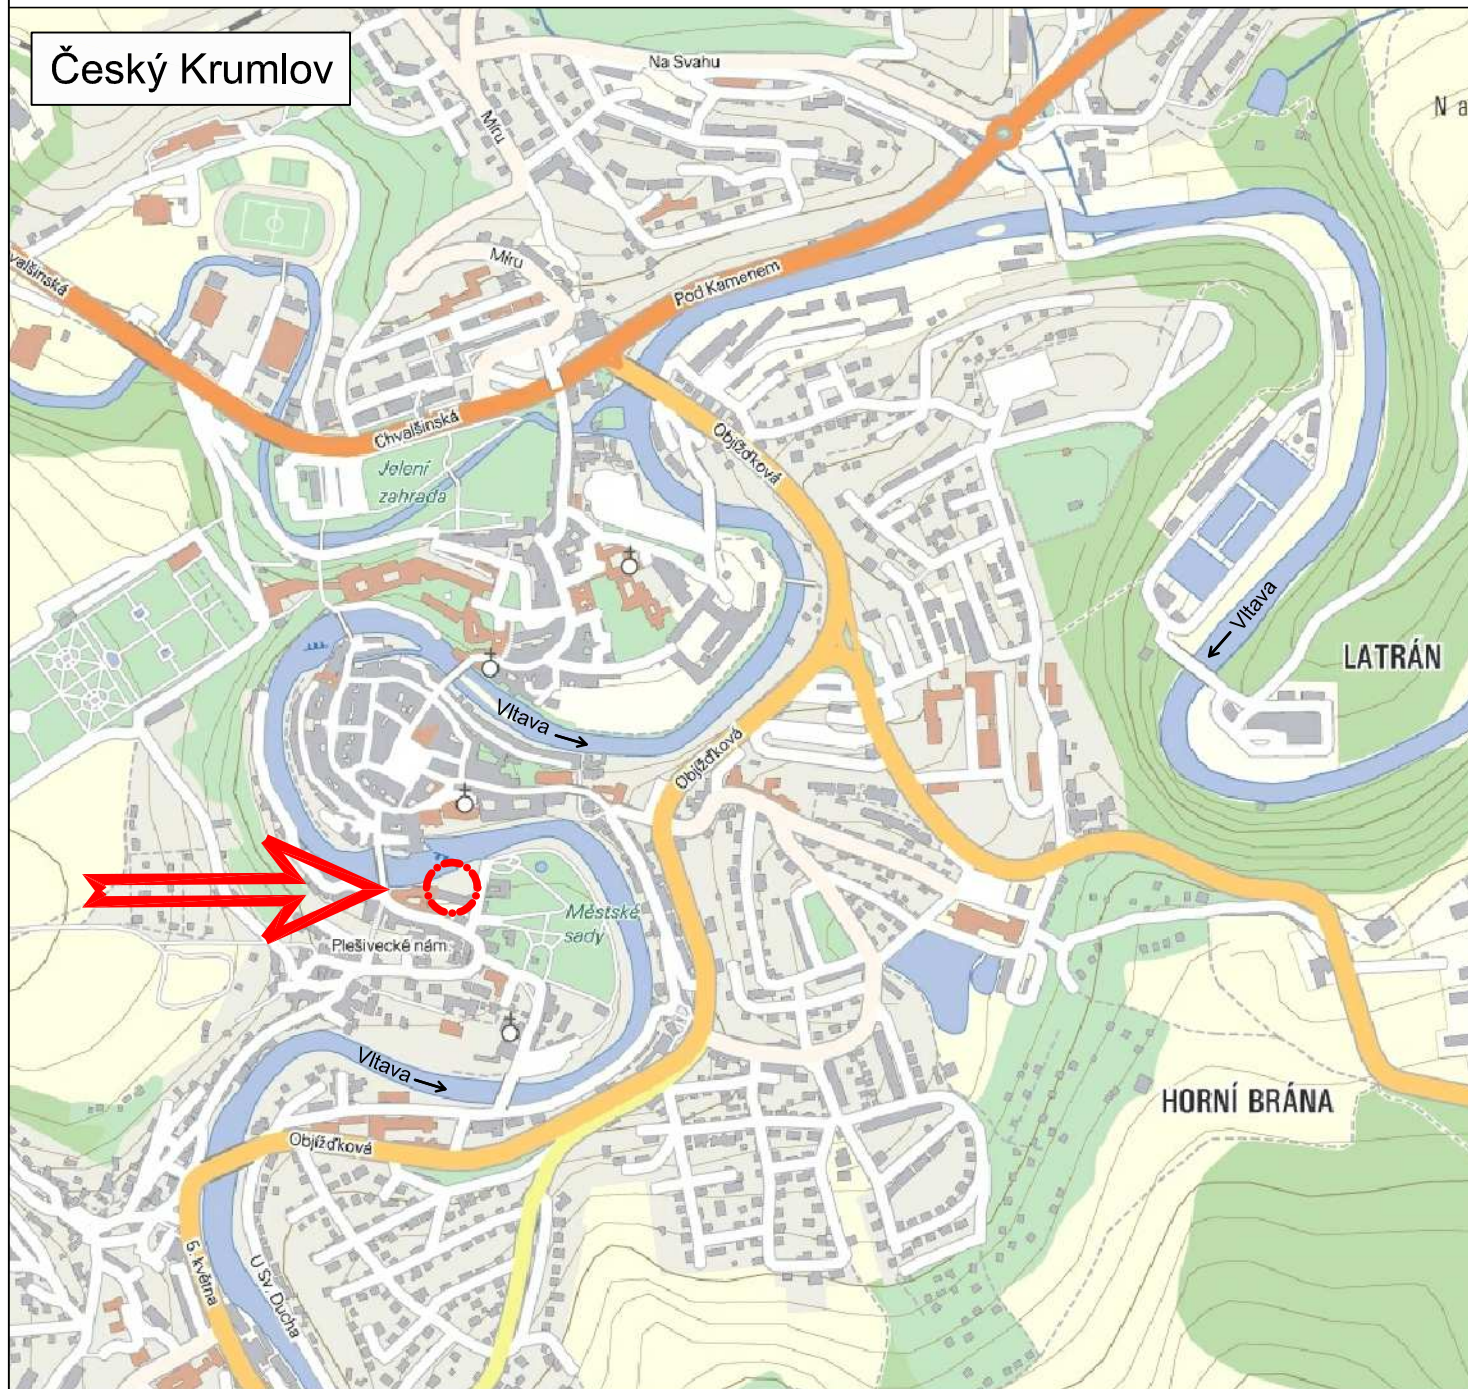 Český Krumlov
Na Svahu
Míru
Míru
Pod Kamenem
Chvalšinská
Objížďková
Jelení
zahrada
Vltava
LATRÁN
Vltava
Objížďková
Městské
sady
Plešivecké nám.
Vltava
HORNÍ BRÁNA
Objížďková
5. května
U Sv. Ducha